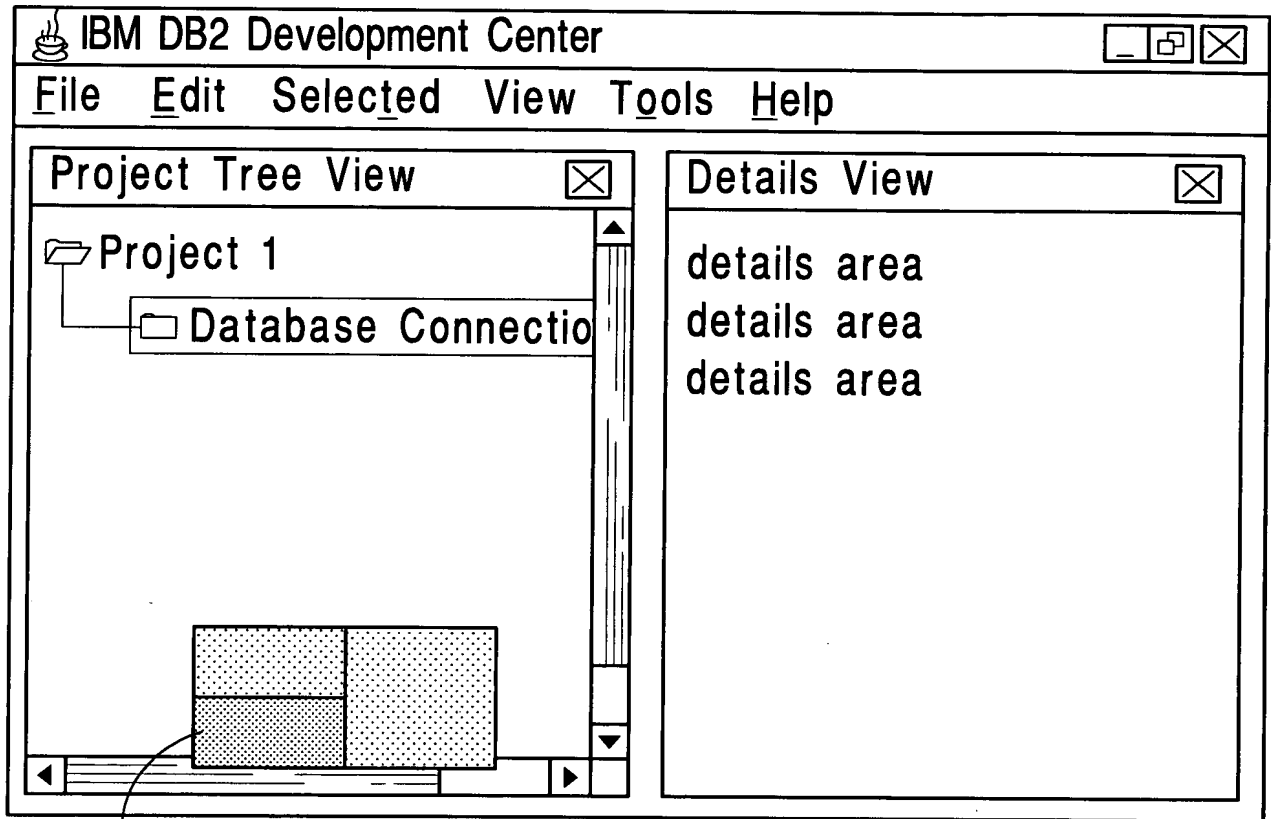 IBM DB2 Development Center
File Edit Selected View Tools Help
Project Tree View
Project 1
Database Connectio
Details View
details area
details area
details area